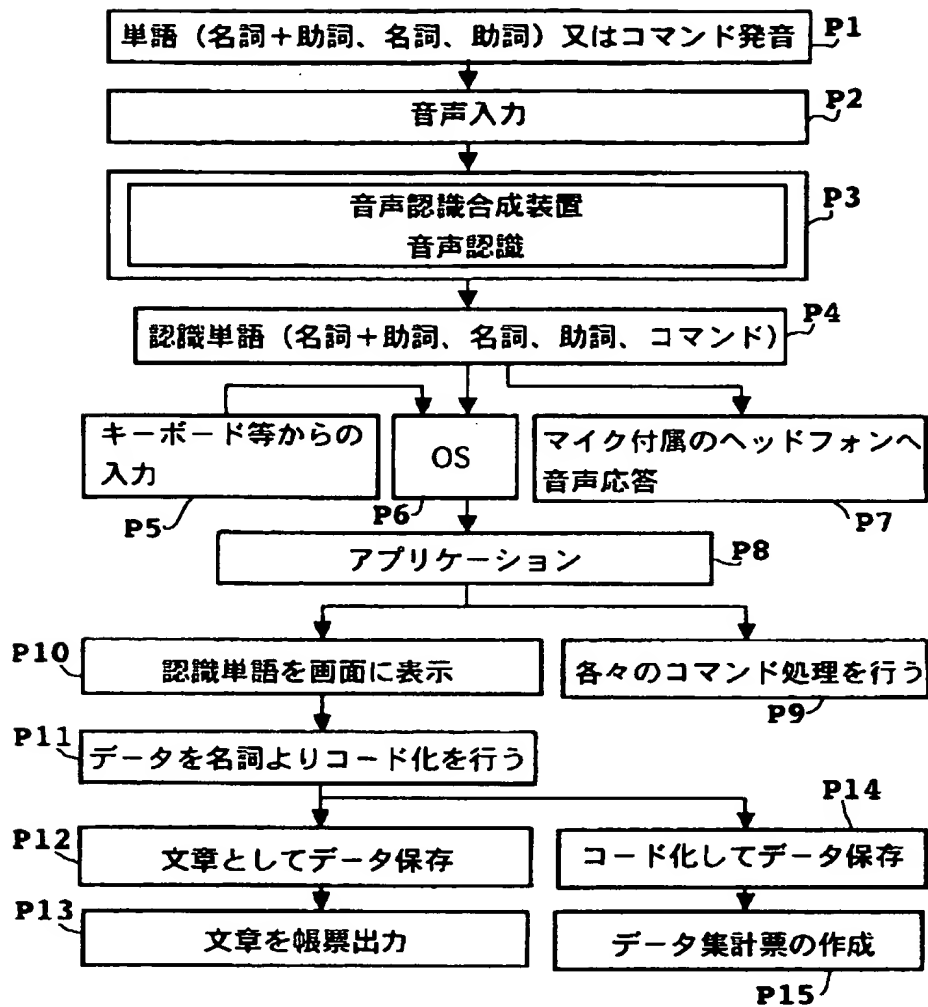 単語（名詞＋助詞、名詞、助詞）又はコマンド発音
P1
音声入力
P2
音声認識合成装置
音声認識
P3
認識単語（名詞＋助詞、名詞、助詞、コマンド）
P4
キーボード等からの
入力
P5
OS
P6
マイク付属のヘッドフォンへ
音声応答
P7
アプリケーション
P8
P10
認識単語を画面に表示
各々のコマンド処理を行う
P9
P11
データを名詞よりコード化を行う
P14
P12
文章としてデータ保存
コード化してデータ保存
P13
文章を帳票出力
データ集計票の作成
P15